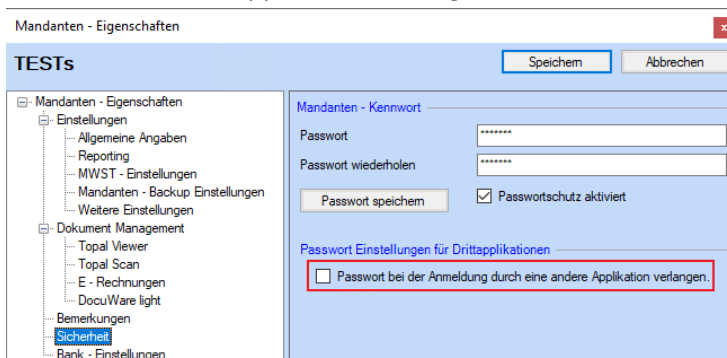 Mandanten - Eigenschaften
x
TESTs
Speichern
Abbrechen
Mandanten - Eigenschaften
Einstellungen
Allgemeine Angaben
Reporting
MWST - Einstellungen
Mandanten - Backup Einstellungen
Weitere Einstellungen
Dokument Management
Topal Viewer
Topal Scan
E - Rechnungen
DocuWare light
Bemerkungen
Sicherheit
Bank - Einstellungen
Mandanten - Kennwort
Passwort *******
Passwort wiederholen *******
Passwort speichern
Passwortschutz aktiviert
Passwort Einstellungen für Drittapplikationen
Passwort bei der Anmeldung durch eine andere Applikation verlangen.